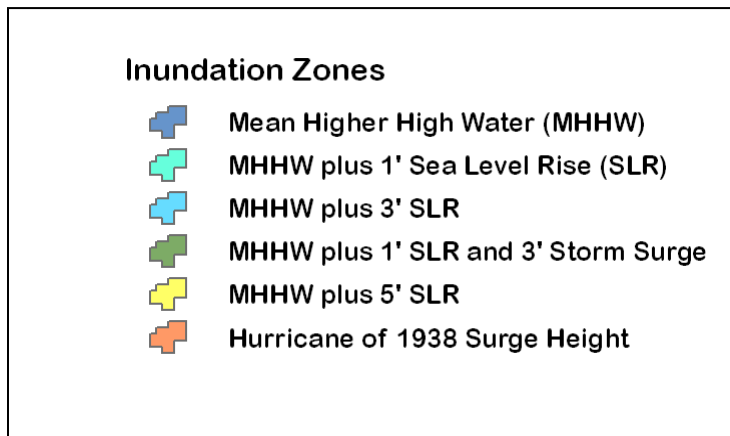 Inundation Zones
Mean Higher High Water (MHHW)
MHHW plus 1' Sea Level Rise (SLR)
MHHW plus 3' SLR
MHHW plus 1' SLR and 3' Storm Surge
MHHW plus 5' SLR
Hurricane of 1938 Surge Height